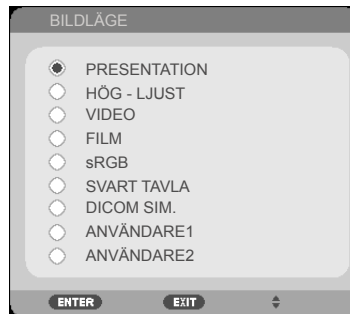 BILDLÄGE
PRESENTATION
HÖG - LJUST
VIDEO
FILM
sRGB
SVART TAVLA
DICOM SIM.
ANVÄNDARE1
ANVÄNDARE2
ENTER EXIT